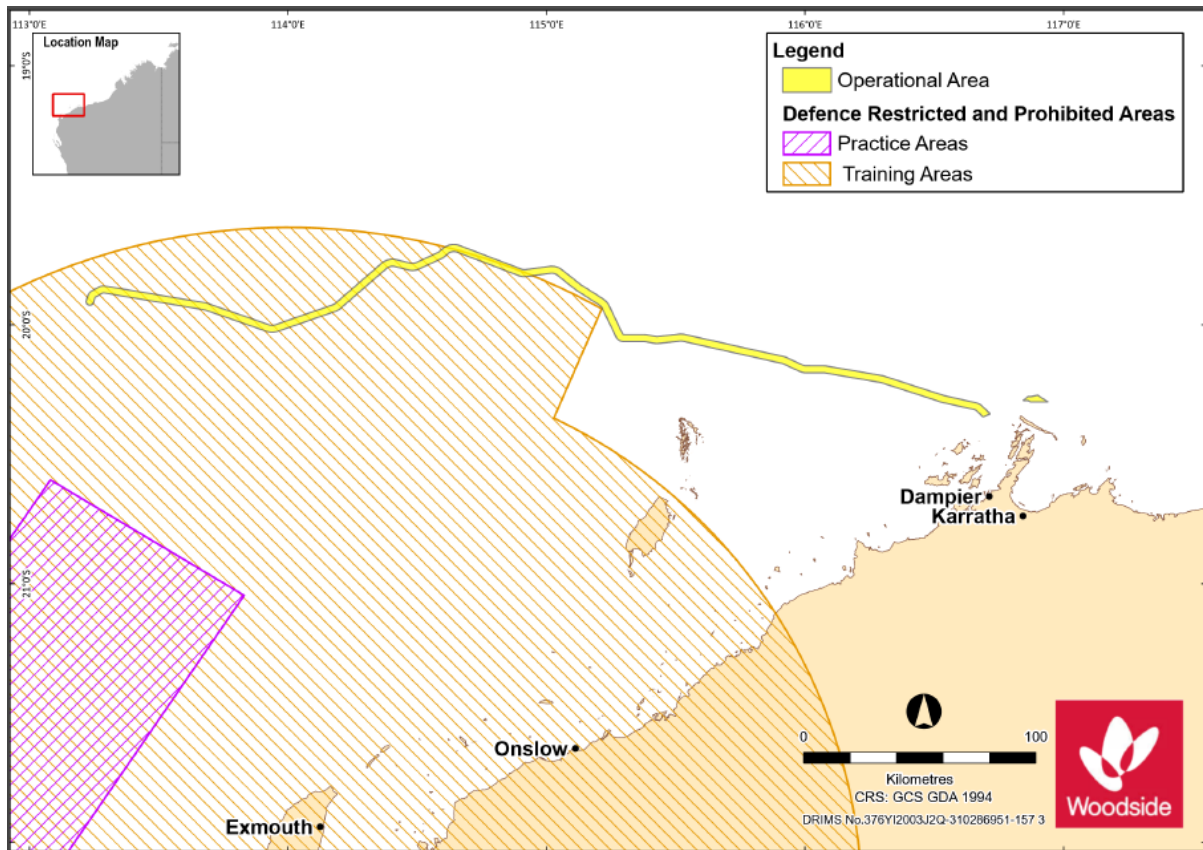 113°0'E 114°0'E 115°0'E 116°0'E 117°0'E
Location Map
Legend
Operational Area
Defence Restricted and Prohibited Areas
Practice Areas
Training Areas
19°0'S
20°0'S
21°0'S
Dampier
Karratha
Onslow
Exmouth
0 100
Kilometres
CRS: GCS GDA 1994
DRIMS No.376YI2003J2Q-310286951-157 3
Woodside